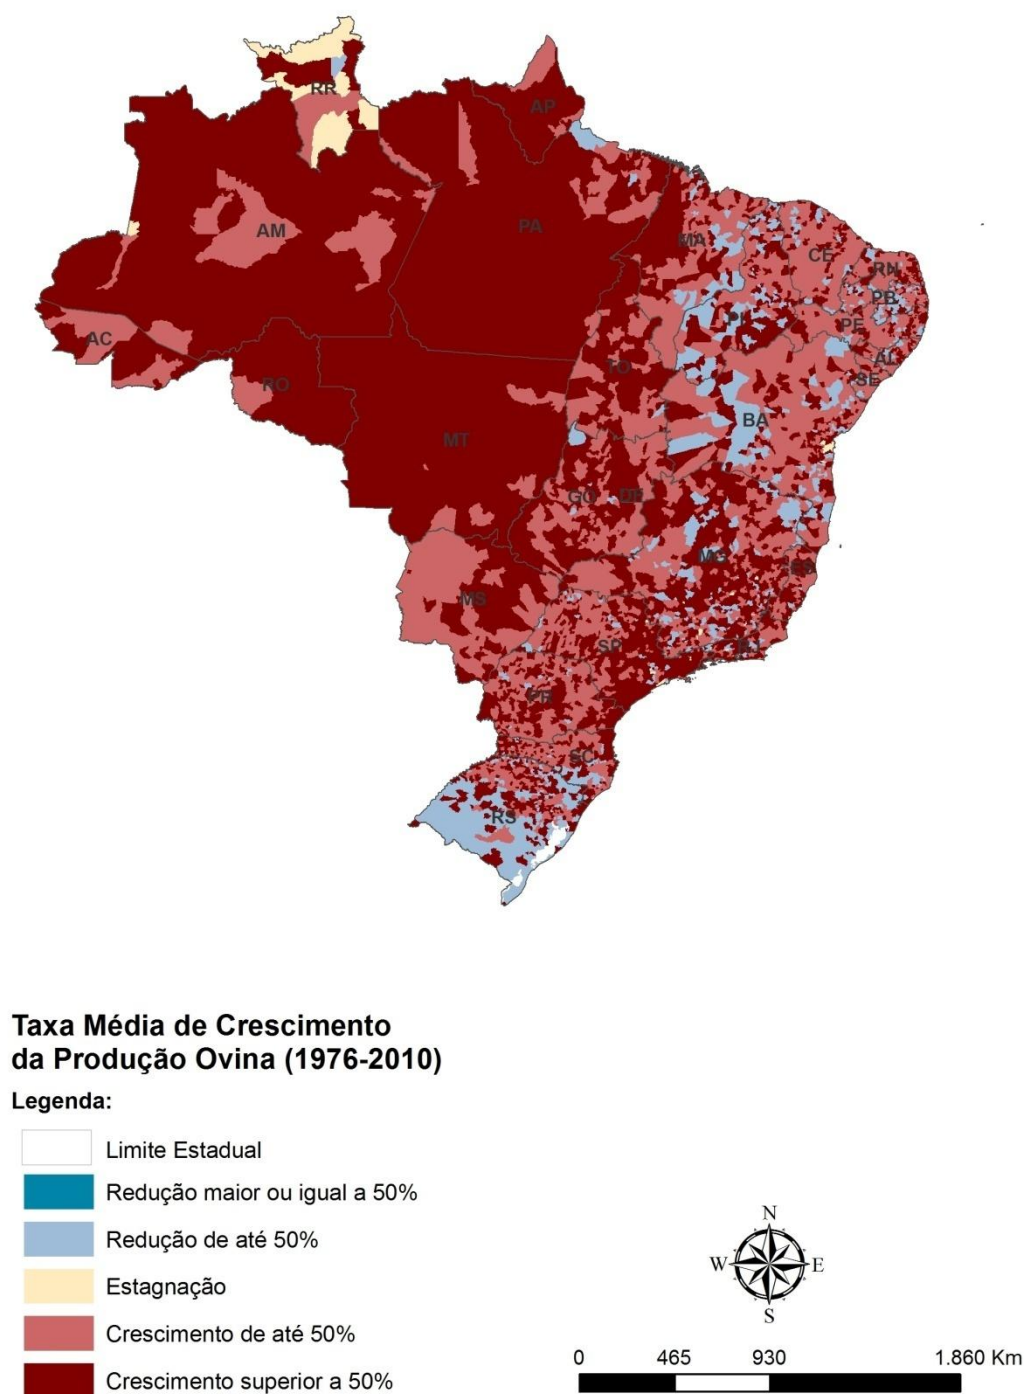 RR
AP
AM
PA
MA
CE
RN
PB
PI
PE
AC
AL
TO
SE
RO
BA
MT
GO
DF
MG
ES
MS
SP
RJ
PR
SC
RS
Taxa Média de Crescimento
da Produção Ovina (1976-2010)
Legenda:
Limite Estadual
Redução maior ou igual a 50%
Redução de até 50%
Estagnação
Crescimento de até 50%
Crescimento superior a 50%
N
W E
S
0 465 930 1.860 Km